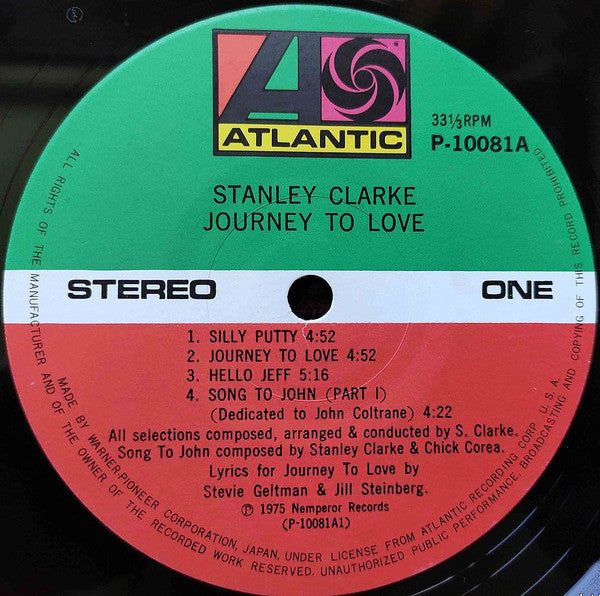 ATLANTIC
33⅓RPM
P-10081A
STANLEY CLARKE
JOURNEY TO LOVE
STEREO
ONE
1. SILLY PUTTY 4:52
2. JOURNEY TO LOVE 4:52
3. HELLO JEFF 5:16
4. SONG TO JOHN (PART I)
(Dedicated to John Coltrane) 4:22
All selections composed, arranged & conducted by S. Clarke.
Song To John composed by Stanley Clarke & Chick Corea.
Lyrics for Journey To Love by
Stevie Geltman & Jill Steinberg.
Ⓟ 1975 Nemperor Records
(P-10081A1)
MADE BY WARNER-PIONEER CORPORATION, JAPAN, UNDER LICENSE FROM ATLANTIC RECORDING CORP. U.S.A.
ALL RIGHTS OF THE MANUFACTURER AND OF THE OWNER OF THE RECORDED WORK RESERVED. UNAUTHORIZED PUBLIC PERFORMANCE, BROADCASTING AND COPYING OF THIS RECORD PROHIBITED